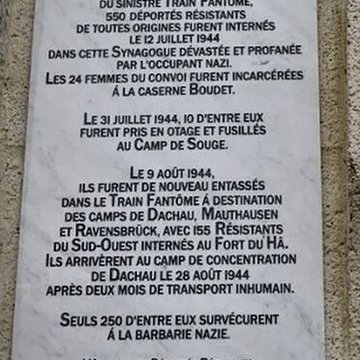 DU SINISTRE TRAIN FANTÔME,
550 DÉPORTÉS RÉSISTANTS
DE TOUTES ORIGINES FURENT INTERNÉS
LE 12 JUILLET 1944
DANS CETTE SYNAGOGUE DÉVASTÉE ET PROFANÉE
PAR L'OCCUPANT NAZI.
LES 24 FEMMES DU CONVOI FURENT INCARCÉRÉES
À LA CASERNE BOUDET.
LE 31 JUILLET 1944, 10 D'ENTRE EUX
FURENT PRIS EN OTAGE ET FUSILLÉS
AU CAMP DE SOUGE.
LE 9 AOÛT 1944,
ILS FURENT DE NOUVEAU ENTASSÉS
DANS LE TRAIN FANTÔME À DESTINATION
DES CAMPS DE DACHAU, MAUTHAUSEN
ET RAVENSBRÜCK, AVEC 155 RÉSISTANTS
DU SUD-OUEST INTERNÉS AU FORT DU HÂ.
ILS ARRIVÈRENT AU CAMP DE CONCENTRATION
DE DACHAU LE 28 AOÛT 1944
APRÈS DEUX MOIS DE TRANSPORT INHUMAIN.
SEULS 250 D'ENTRE EUX SURVÉCURENT
À LA BARBARIE NAZIE.